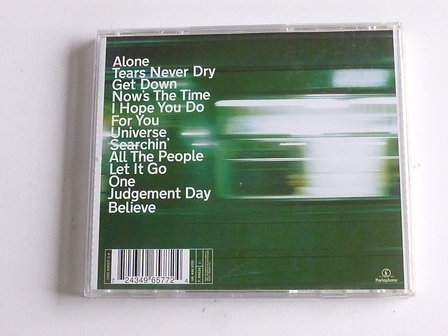 Alone
Tears Never Dry
Get Down
Now's The Time
I Hope You Do
For You
Universe
Searchin'
All The People
Let It Go
One
Judgement Day
Believe
7 24349 65772 4
Parlophone